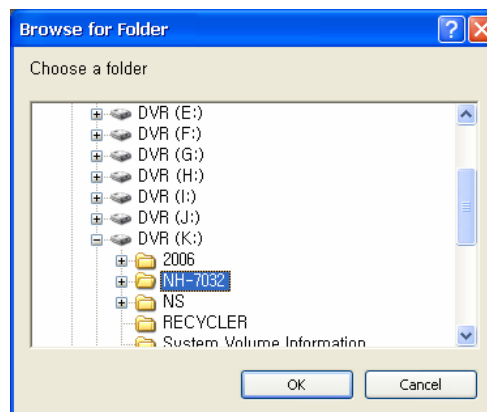 Browse for Folder
Choose a folder
DVR (E:)
DVR (F:)
DVR (G:)
DVR (H:)
DVR (I:)
DVR (J:)
DVR (K:)
2006
NH-7032
NS
RECYCLER
System Volume Information
OK Cancel